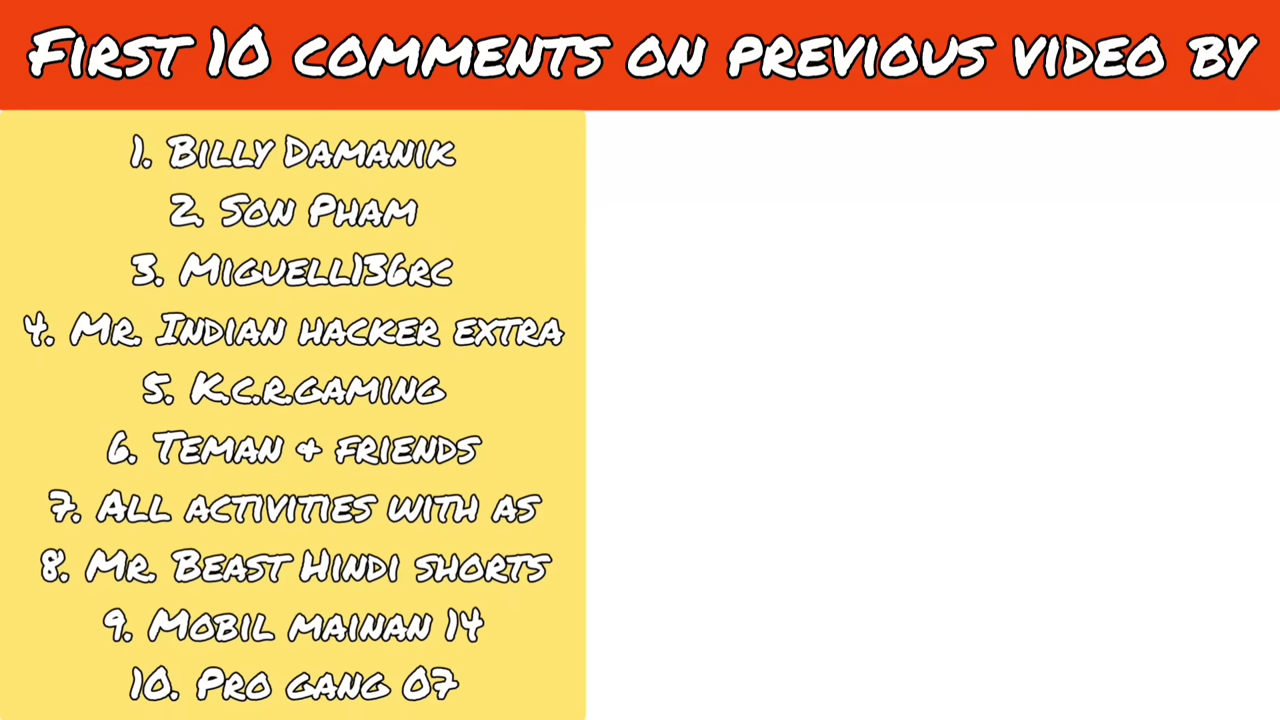 First 10 comments on previous video by
1. Billy Damanik
2. Son Pham
3. Miguell136rc
4. Mr. Indian hacker extra
5. K.C.R.gaming
6. Teman & friends
7. All activities with as
8. Mr. Beast Hindi shorts
9. Mobil mainan 14
10. Pro gang 07